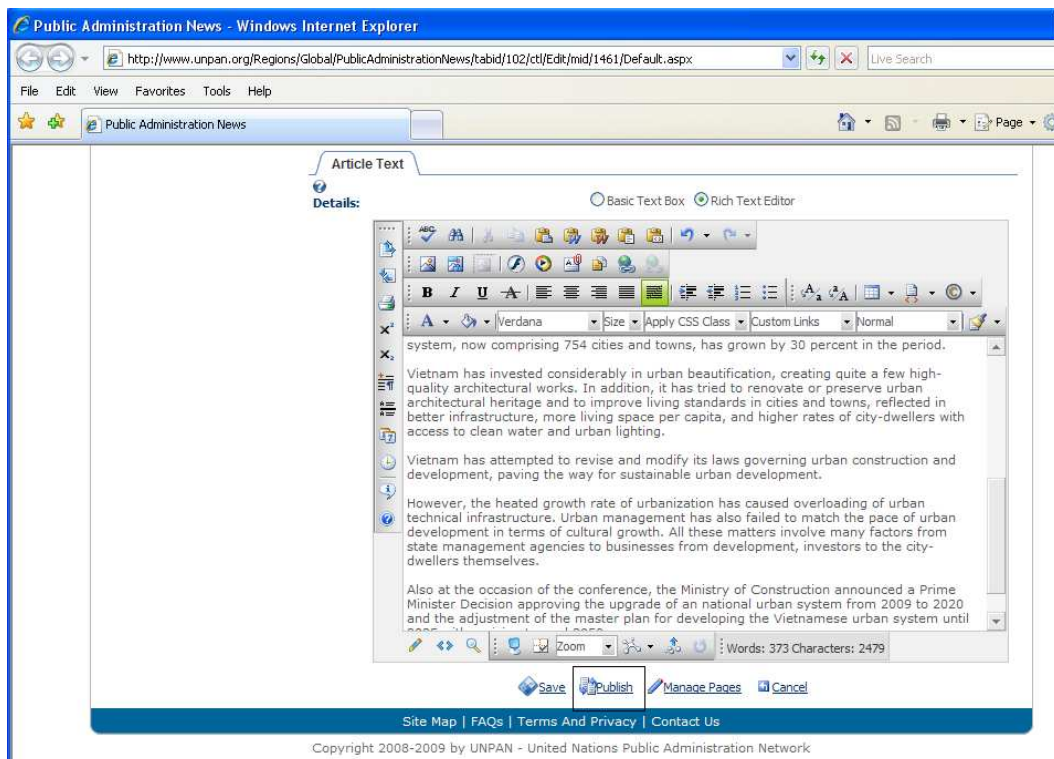 Public Administration News - Windows Internet Explorer
http://www.unpan.org/Regions/Global/PublicAdministrationNews/tabid/102/ctl/Edit/mid/1461/Default.aspx
Live Search
File Edit View Favorites Tools Help
Public Administration News
Page
Article Text
Details:
Basic Text Box Rich Text Editor
ABC
B I U A
A Verdana Size Apply CSS Class Custom Links Normal
system, now comprising 754 cities and towns, has grown by 30 percent in the period.
Vietnam has invested considerably in urban beautification, creating quite a few high-
quality architectural works. In addition, it has tried to renovate or preserve urban
architectural heritage and to improve living standards in cities and towns, reflected in
better infrastructure, more living space per capita, and higher rates of city-dwellers with
access to clean water and urban lighting.
Vietnam has attempted to revise and modify its laws governing urban construction and
development, paving the way for sustainable urban development.
However, the heated growth rate of urbanization has caused overloading of urban
technical infrastructure. Urban management has also failed to match the pace of urban
development in terms of cultural growth. All these matters involve many factors from
state management agencies to businesses from development, investors to the city-
dwellers themselves.
Also at the occasion of the conference, the Ministry of Construction announced a Prime
Minister Decision approving the upgrade of an national urban system from 2009 to 2020
and the adjustment of the master plan for developing the Vietnamese urban system until
Zoom Words: 373 Characters: 2479
Save Publish Manage Pages Cancel
Site Map | FAQs | Terms And Privacy | Contact Us
Copyright 2008-2009 by UNPAN - United Nations Public Administration Network